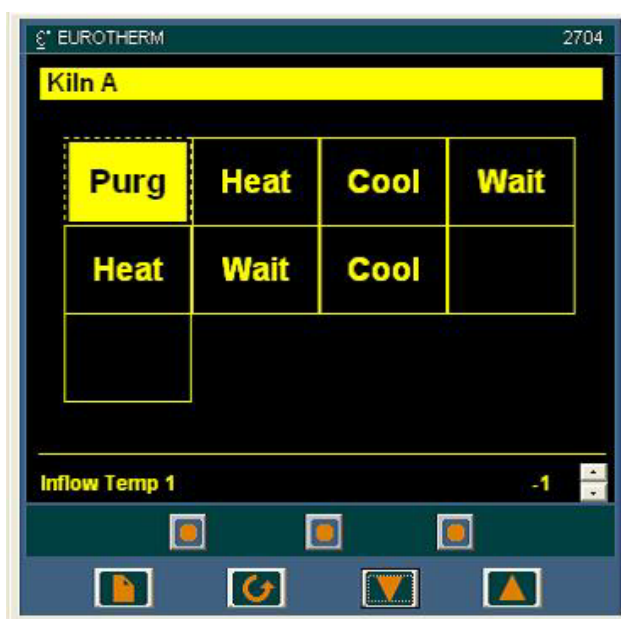 EUROTHERM 2704
Kiln A
Purg Heat Cool Wait
Heat Wait Cool
Inflow Temp 1 -1